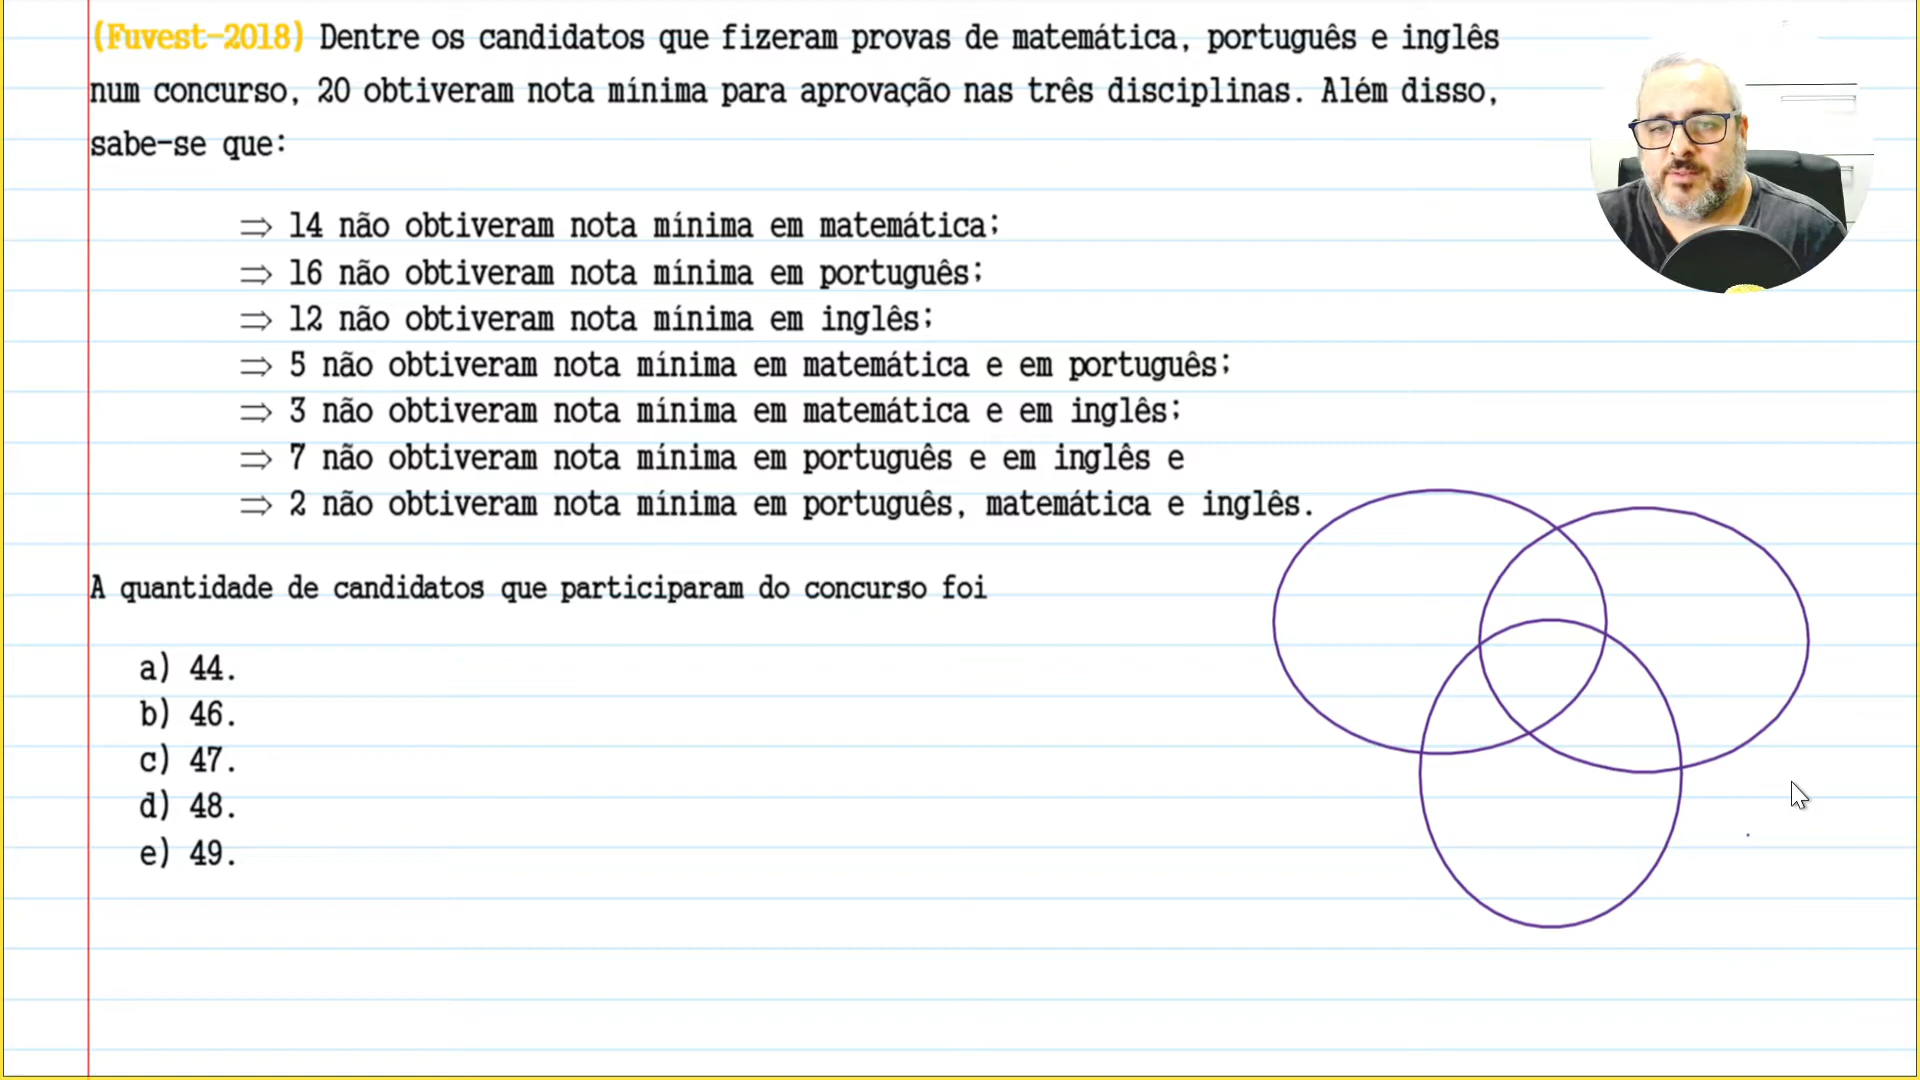 (Fuvest-2018) Dentre os candidatos que fizeram provas de matemática, português e inglês
num concurso, 20 obtiveram nota mínima para aprovação nas três disciplinas. Além disso,
sabe-se que:
⇒ 14 não obtiveram nota mínima em matemática;
⇒ 16 não obtiveram nota mínima em português;
⇒ 12 não obtiveram nota mínima em inglês;
⇒ 5 não obtiveram nota mínima em matemática e em português;
⇒ 3 não obtiveram nota mínima em matemática e em inglês;
⇒ 7 não obtiveram nota mínima em português e em inglês e
⇒ 2 não obtiveram nota mínima em português, matemática e inglês.
A quantidade de candidatos que participaram do concurso foi
a) 44.
b) 46.
c) 47.
d) 48.
e) 49.